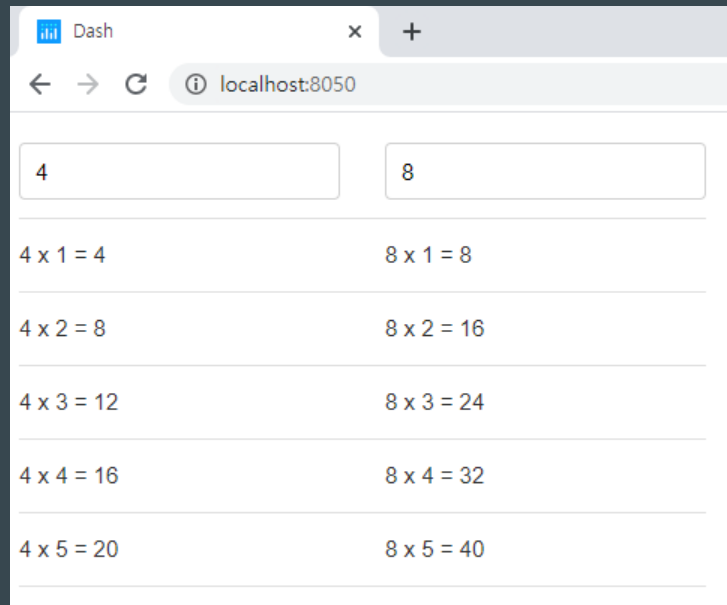 Dash
localhost:8050
4 8
4 x 1 = 4 8 x 1 = 8
4 x 2 = 8 8 x 2 = 16
4 x 3 = 12 8 x 3 = 24
4 x 4 = 16 8 x 4 = 32
4 x 5 = 20 8 x 5 = 40